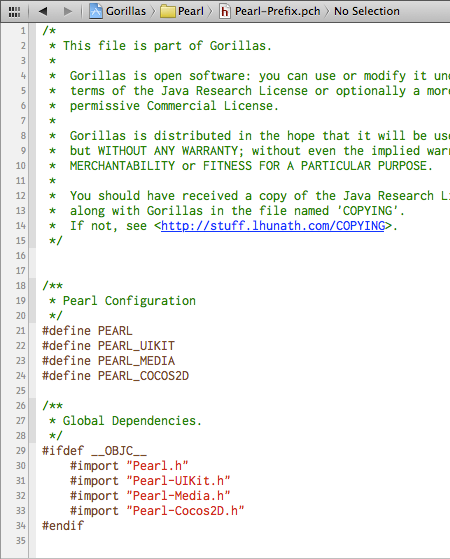 Gorillas Pearl Pearl-Prefix.pch No Selection
1 /*
2 * This file is part of Gorillas.
3 *
4 * Gorillas is open software: you can use or modify it un
5 * terms of the Java Research License or optionally a mor
6 * permissive Commercial License.
7 *
8 * Gorillas is distributed in the hope that it will be us
9 * but WITHOUT ANY WARRANTY; without even the implied war
10 * MERCHANTABILITY or FITNESS FOR A PARTICULAR PURPOSE.
11 *
12 * You should have received a copy of the Java Research L
13 * along with Gorillas in the file named 'COPYING'.
14 * If not, see <http://stuff.lhunath.com/COPYING>.
15 */
16
17
18 /**
19 * Pearl Configuration
20 */
21 #define PEARL
22 #define PEARL_UIKIT
23 #define PEARL_MEDIA
24 #define PEARL_COCOS2D
25
26 /**
27 * Global Dependencies.
28 */
29 #ifdef __OBJC__
30 #import "Pearl.h"
31 #import "Pearl-UIKit.h"
32 #import "Pearl-Media.h"
33 #import "Pearl-Cocos2D.h"
34 #endif
35